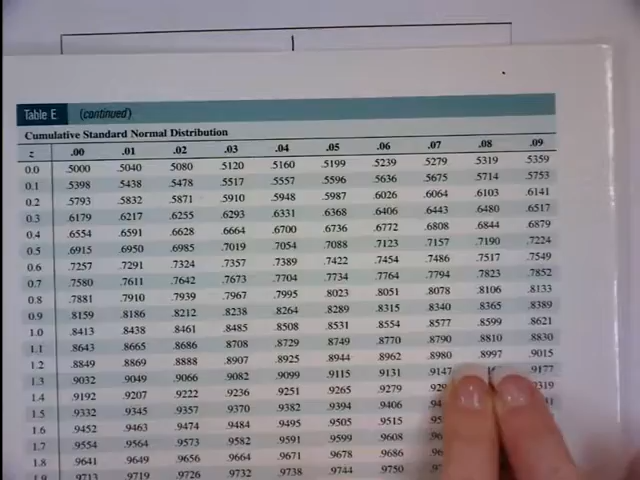 Table E (continued)
Cumulative Standard Normal Distribution
z .00 .01 .02 .03 .04 .05 .06 .07 .08 .09
0.0 .5000 .5040 .5080 .5120 .5160 .5199 .5239 .5279 .5319 .5359
0.1 .5398 .5438 .5478 .5517 .5557 .5596 .5636 .5675 .5714 .5753
0.2 .5793 .5832 .5871 .5910 .5948 .5987 .6026 .6064 .6103 .6141
0.3 .6179 .6217 .6255 .6293 .6331 .6368 .6406 .6443 .6480 .6517
0.4 .6554 .6591 .6628 .6664 .6700 .6736 .6772 .6808 .6844 .6879
0.5 .6915 .6950 .6985 .7019 .7054 .7088 .7123 .7157 .7190 .7224
0.6 .7257 .7291 .7324 .7357 .7389 .7422 .7454 .7486 .7517 .7549
0.7 .7580 .7611 .7642 .7673 .7704 .7734 .7764 .7794 .7823 .7852
0.8 .7881 .7910 .7939 .7967 .7995 .8023 .8051 .8078 .8106 .8133
0.9 .8159 .8186 .8212 .8238 .8264 .8289 .8315 .8340 .8365 .8389
1.0 .8413 .8438 .8461 .8485 .8508 .8531 .8554 .8577 .8599 .8621
1.1 .8643 .8665 .8686 .8708 .8729 .8749 .8770 .8790 .8810 .8830
1.2 .8849 .8869 .8888 .8907 .8925 .8944 .8962 .8980 .8997 .9015
1.3 .9032 .9049 .9066 .9082 .9099 .9115 .9131 .9147 .9177
1.4 .9192 .9207 .9222 .9236 .9251 .9265 .9279
1.5 .9332 .9345 .9357 .9370 .9382 .9394 .9406
1.6 .9452 .9463 .9474 .9484 .9495 .9505 .9515
1.7 .9554 .9564 .9573 .9582 .9591 .9599 .9608
1.8 .9641 .9649 .9656 .9664 .9671 .9678 .9686
1.9 .9713 .9719 .9726 .9732 .9738 .9744 .9750